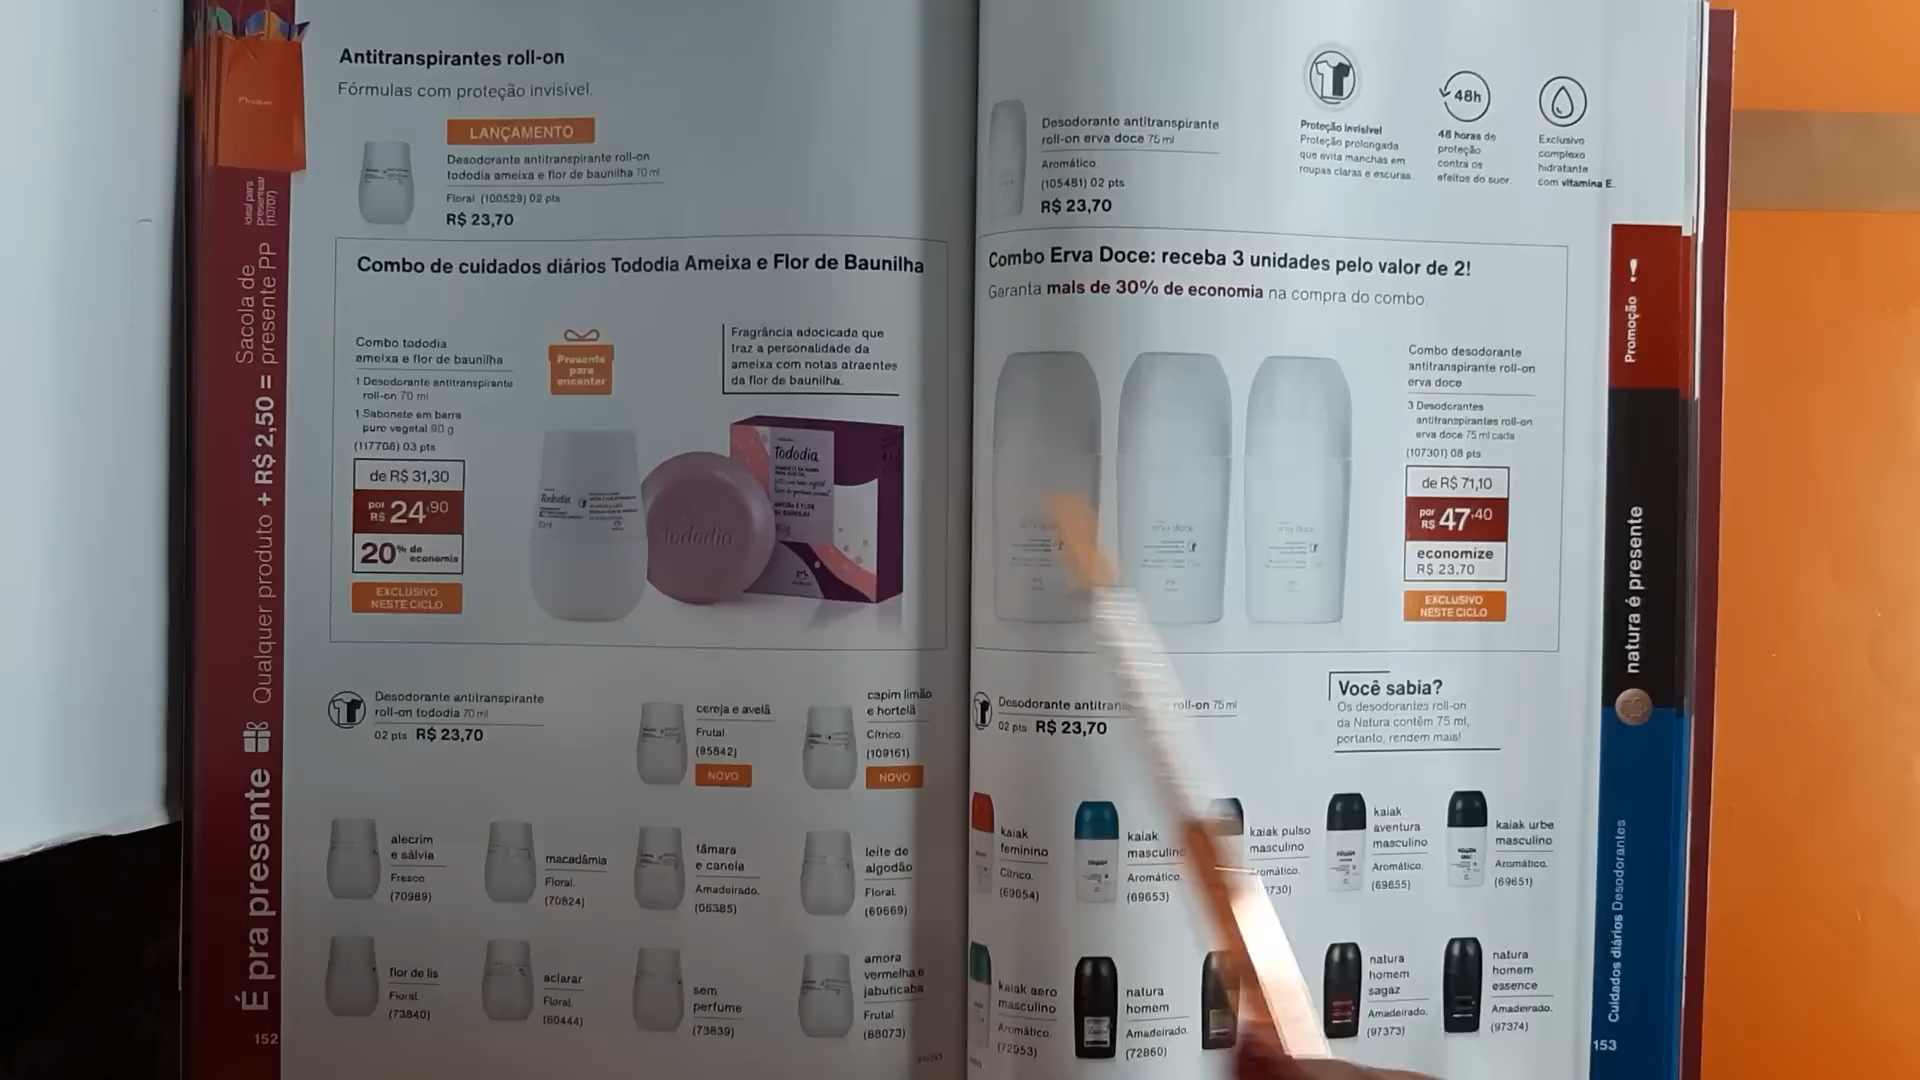 Antitranspirantes roll-on
Fórmulas com proteção invisível.
LANÇAMENTO
Desodorante antitranspirante roll-on
tododia ameixa e flor de baunilha 70 ml
Floral (100529) 02 pts
R$ 23,70
Combo de cuidados diários Tododia Ameixa e Flor de Baunilha
Combo tododia
ameixa e flor de baunilha
1 Desodorante antitranspirante
roll-on 70 ml
1 Sabonete em barra
puro vegetal 90 g
(117706) 03 pts
de R$ 31,30
por
R$ 24,90
20% de
economia
EXCLUSIVO
NESTE CICLO
Presente
para
encantar
Fragrância adocicada que
traz a personalidade da
ameixa com notas atraentes
da flor de baunilha.
Tododia
Tododia
tododia
Desodorante antitranspirante
roll-on tododia 70 ml
02 pts R$ 23,70
cereja e avelã
Frutal
(95842)
NOVO
capim limão
e hortelã
Cítrico.
(109161)
NOVO
alecrim
e sálvia
Fresco.
(70989)
macadâmia
Floral.
(70824)
tâmara
e canela
Amadeirado.
(06385)
leite de
algodão
Floral.
(69669)
flor de lis
Floral.
(73840)
aclarar
Floral.
(60444)
sem
perfume
(73839)
amora
vermelha e
jabuticaba
Frutal.
(88073)
152
É pra presente Qualquer produto + R$ 2,50 =
Sacola de
presente PP
Ideal para
presentear
(113707)
Desodorante antitranspirante
roll-on erva doce 75 ml
Aromático.
(105481) 02 pts
R$ 23,70
Proteção invisível
Proteção prolongada
que evita manchas em
roupas claras e escuras.
48h
48 horas de
proteção
contra os
efeitos do suor.
Exclusivo
complexo
hidratante
com vitamina E.
Combo Erva Doce: receba 3 unidades pelo valor de 2!
Garanta mais de 30% de economia na compra do combo.
erva doce
erva doce
Combo desodorante
antitranspirante roll-on
erva doce
3 Desodorantes
antitranspirantes roll-on
erva doce 75 ml cada
(107301) 08 pts
de R$ 71,10
por
R$ 47,40
economize
R$ 23,70
EXCLUSIVO
NESTE CICLO
Desodorante roll-on 75 ml
02 pts R$ 23,70
Você sabia?
Os desodorantes roll-on
da Natura contêm 75 ml,
portanto, rendem mais!
kaiak
feminino
Cítrico.
(69654)
kaiak
masculino
Aromático.
(69653)
kaiak pulso
masculino
kaiak
aventura
masculino
Aromático.
(69655)
kaiak urbe
masculino
Aromático.
(69651)
kaiak aero
masculino
Aromático.
(72953)
natura
homem
Amadeirado.
(72860)
natura
homem
sagaz
Amadeirado.
(97373)
natura
homem
essence
Amadeirado.
(97374)
Promoção !
natura é presente
Cuidados diários Desodorantes
153